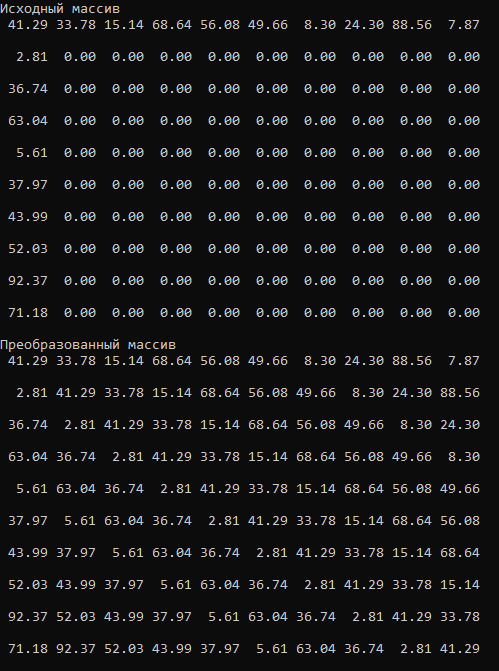 Исходный массив
41.29 33.78 15.14 68.64 56.08 49.66 8.30 24.30 88.56 7.87
2.81 0.00 0.00 0.00 0.00 0.00 0.00 0.00 0.00 0.00
36.74 0.00 0.00 0.00 0.00 0.00 0.00 0.00 0.00 0.00
63.04 0.00 0.00 0.00 0.00 0.00 0.00 0.00 0.00 0.00
5.61 0.00 0.00 0.00 0.00 0.00 0.00 0.00 0.00 0.00
37.97 0.00 0.00 0.00 0.00 0.00 0.00 0.00 0.00 0.00
43.99 0.00 0.00 0.00 0.00 0.00 0.00 0.00 0.00 0.00
52.03 0.00 0.00 0.00 0.00 0.00 0.00 0.00 0.00 0.00
92.37 0.00 0.00 0.00 0.00 0.00 0.00 0.00 0.00 0.00
71.18 0.00 0.00 0.00 0.00 0.00 0.00 0.00 0.00 0.00
Преобразованный массив
41.29 33.78 15.14 68.64 56.08 49.66 8.30 24.30 88.56 7.87
2.81 41.29 33.78 15.14 68.64 56.08 49.66 8.30 24.30 88.56
36.74 2.81 41.29 33.78 15.14 68.64 56.08 49.66 8.30 24.30
63.04 36.74 2.81 41.29 33.78 15.14 68.64 56.08 49.66 8.30
5.61 63.04 36.74 2.81 41.29 33.78 15.14 68.64 56.08 49.66
37.97 5.61 63.04 36.74 2.81 41.29 33.78 15.14 68.64 56.08
43.99 37.97 5.61 63.04 36.74 2.81 41.29 33.78 15.14 68.64
52.03 43.99 37.97 5.61 63.04 36.74 2.81 41.29 33.78 15.14
92.37 52.03 43.99 37.97 5.61 63.04 36.74 2.81 41.29 33.78
71.18 92.37 52.03 43.99 37.97 5.61 63.04 36.74 2.81 41.29